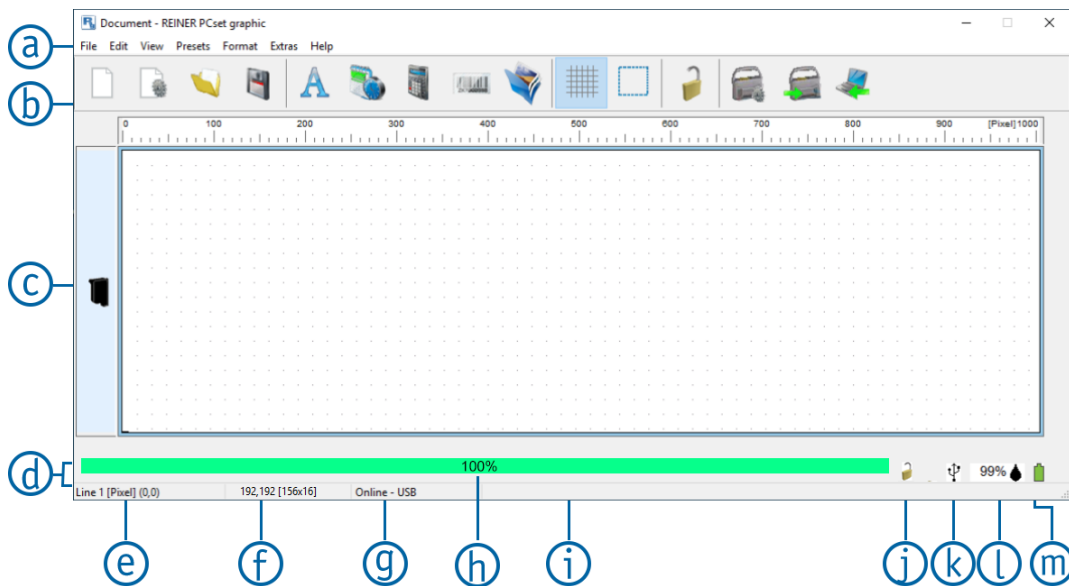 Document - REINER PCset graphic
a
File Edit View Presets Format Extras Help
A
b
0 100 200 300 400 500 600 700 800 900 [Pixel]1000
c
d
100%
99%
Line 1 [Pixel] (0,0) 192,192 [156x16] Online - USB
e f g h i j k l m